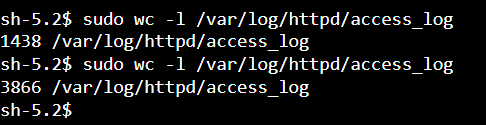 sh-5.2$ sudo wc -l /var/log/httpd/access_log
1438 /var/log/httpd/access_log
sh-5.2$ sudo wc -l /var/log/httpd/access_log
3866 /var/log/httpd/access_log
sh-5.2$